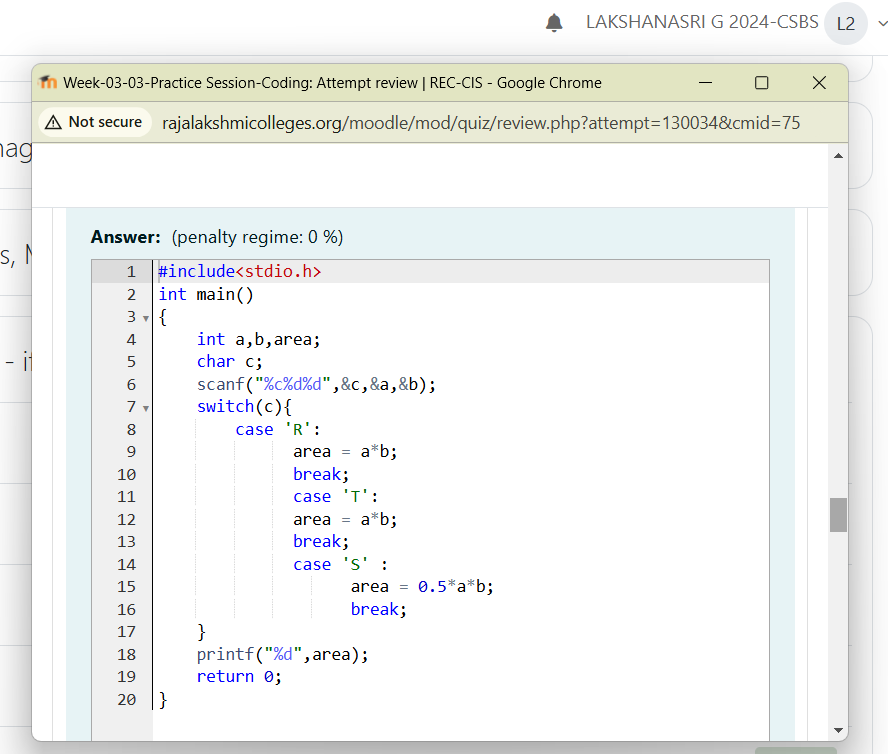 LAKSHANASRI G 2024-CSBS L2
Week-03-03-Practice Session-Coding: Attempt review | REC-CIS - Google Chrome
Not secure rajalakshmicolleges.org/moodle/mod/quiz/review.php?attempt=130034&cmid=75
nag
s, M
- if
Answer: (penalty regime: 0 %)
1 #include<stdio.h>
2 int main()
3 {
4 int a,b,area;
5 char c;
6 scanf("%c%d%d",&c,&a,&b);
7 switch(c){
8 case 'R':
9 area = a*b;
10 break;
11 case 'T':
12 area = a*b;
13 break;
14 case 'S' :
15 area = 0.5*a*b;
16 break;
17 }
18 printf("%d",area);
19 return 0;
20 }